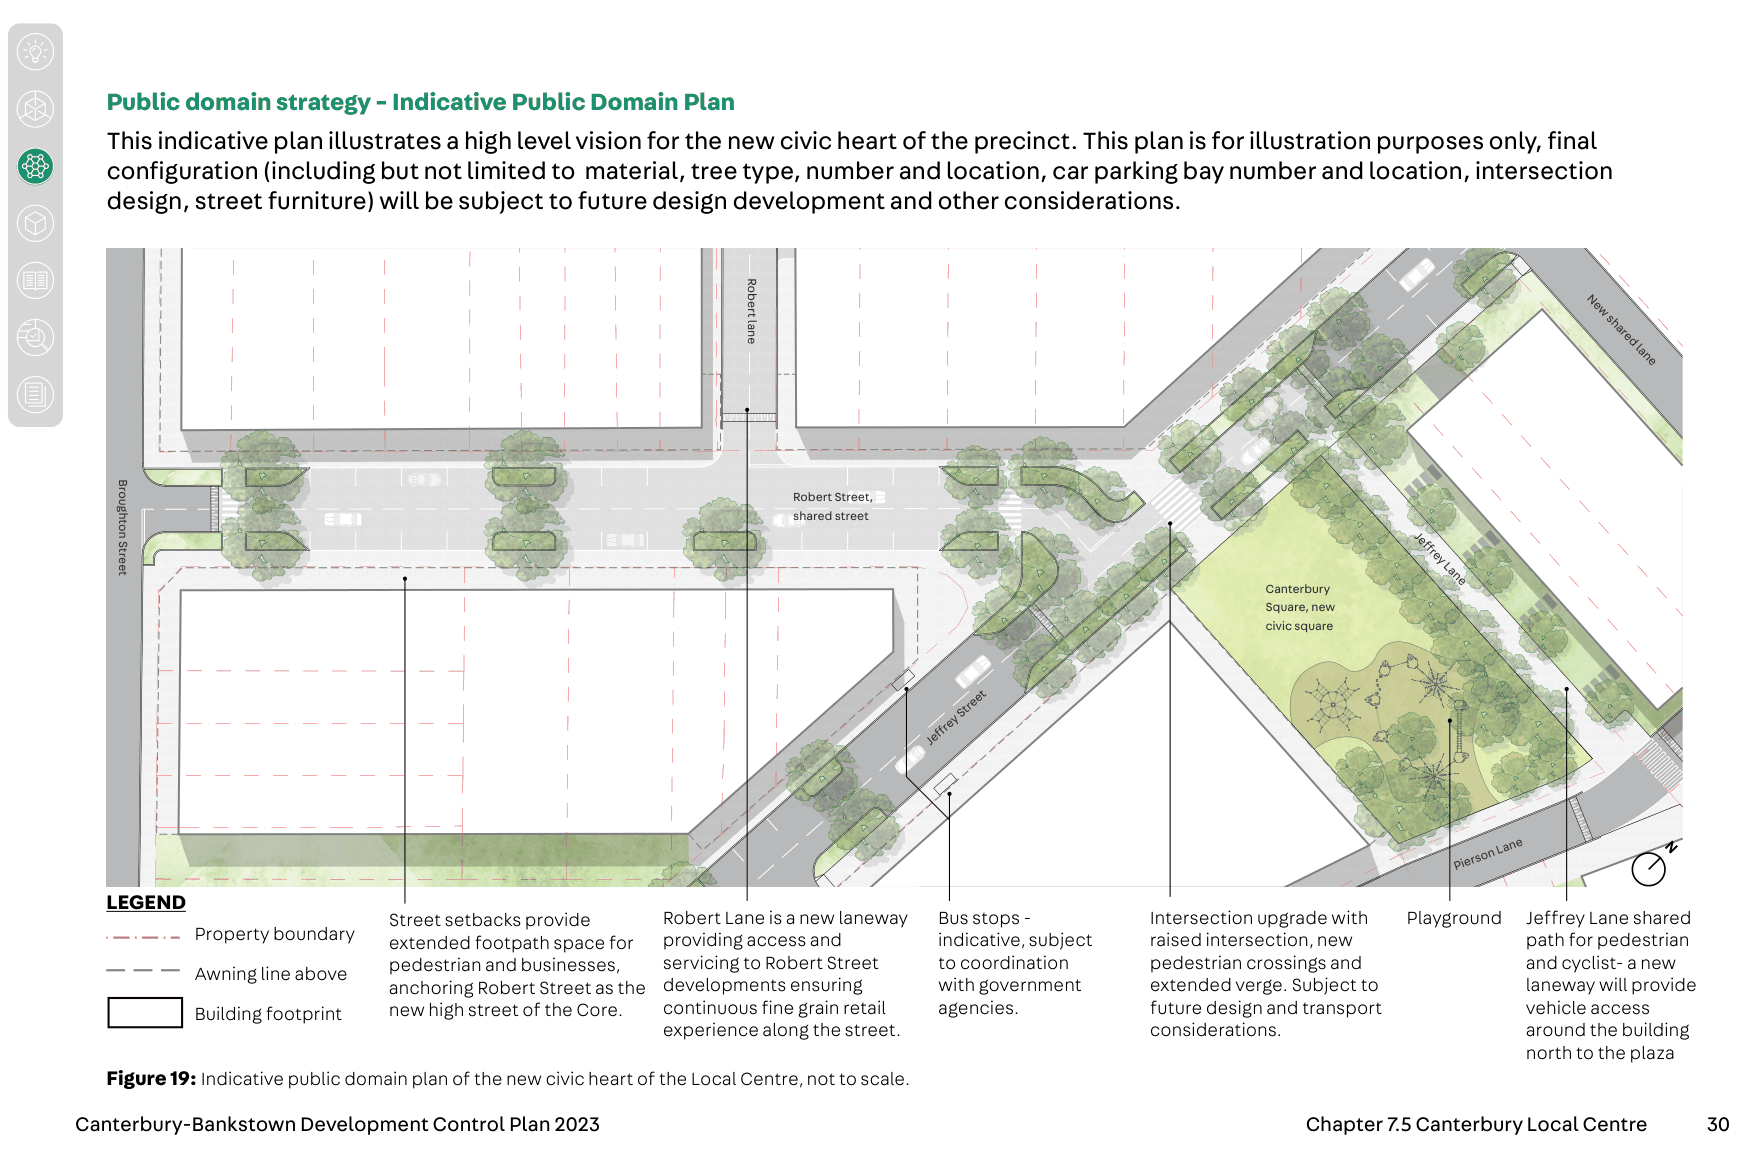 Public domain strategy - Indicative Public Domain Plan
This indicative plan illustrates a high level vision for the new civic heart of the precinct. This plan is for illustration purposes only, final
configuration (including but not limited to  material, tree type, number and location, car parking bay number and location, intersection
design, street furniture) will be subject to future design development and other considerations.
Robert lane
New shared lane
Broughton Street
Robert Street,
shared street
Jeffrey Lane
Canterbury
Square, new
civic square
Jeffrey Street
Pierson Lane
N
LEGEND
Property boundary
Awning line above
Building footprint
Street setbacks provide
extended footpath space for
pedestrian and businesses,
anchoring Robert Street as the
new high street of the Core.
Robert Lane is a new laneway
providing access and
servicing to Robert Street
developments ensuring
continuous fine grain retail
experience along the street.
Bus stops -
indicative, subject
to coordination
with government
agencies.
Intersection upgrade with
raised intersection, new
pedestrian crossings and
extended verge. Subject to
future design and transport
considerations.
Playground
Jeffrey Lane shared
path for pedestrian
and cyclist- a new
laneway will provide
vehicle access
around the building
north to the plaza
Figure 19: Indicative public domain plan of the new civic heart of the Local Centre, not to scale.
Canterbury-Bankstown Development Control Plan 2023
Chapter 7.5 Canterbury Local Centre
30